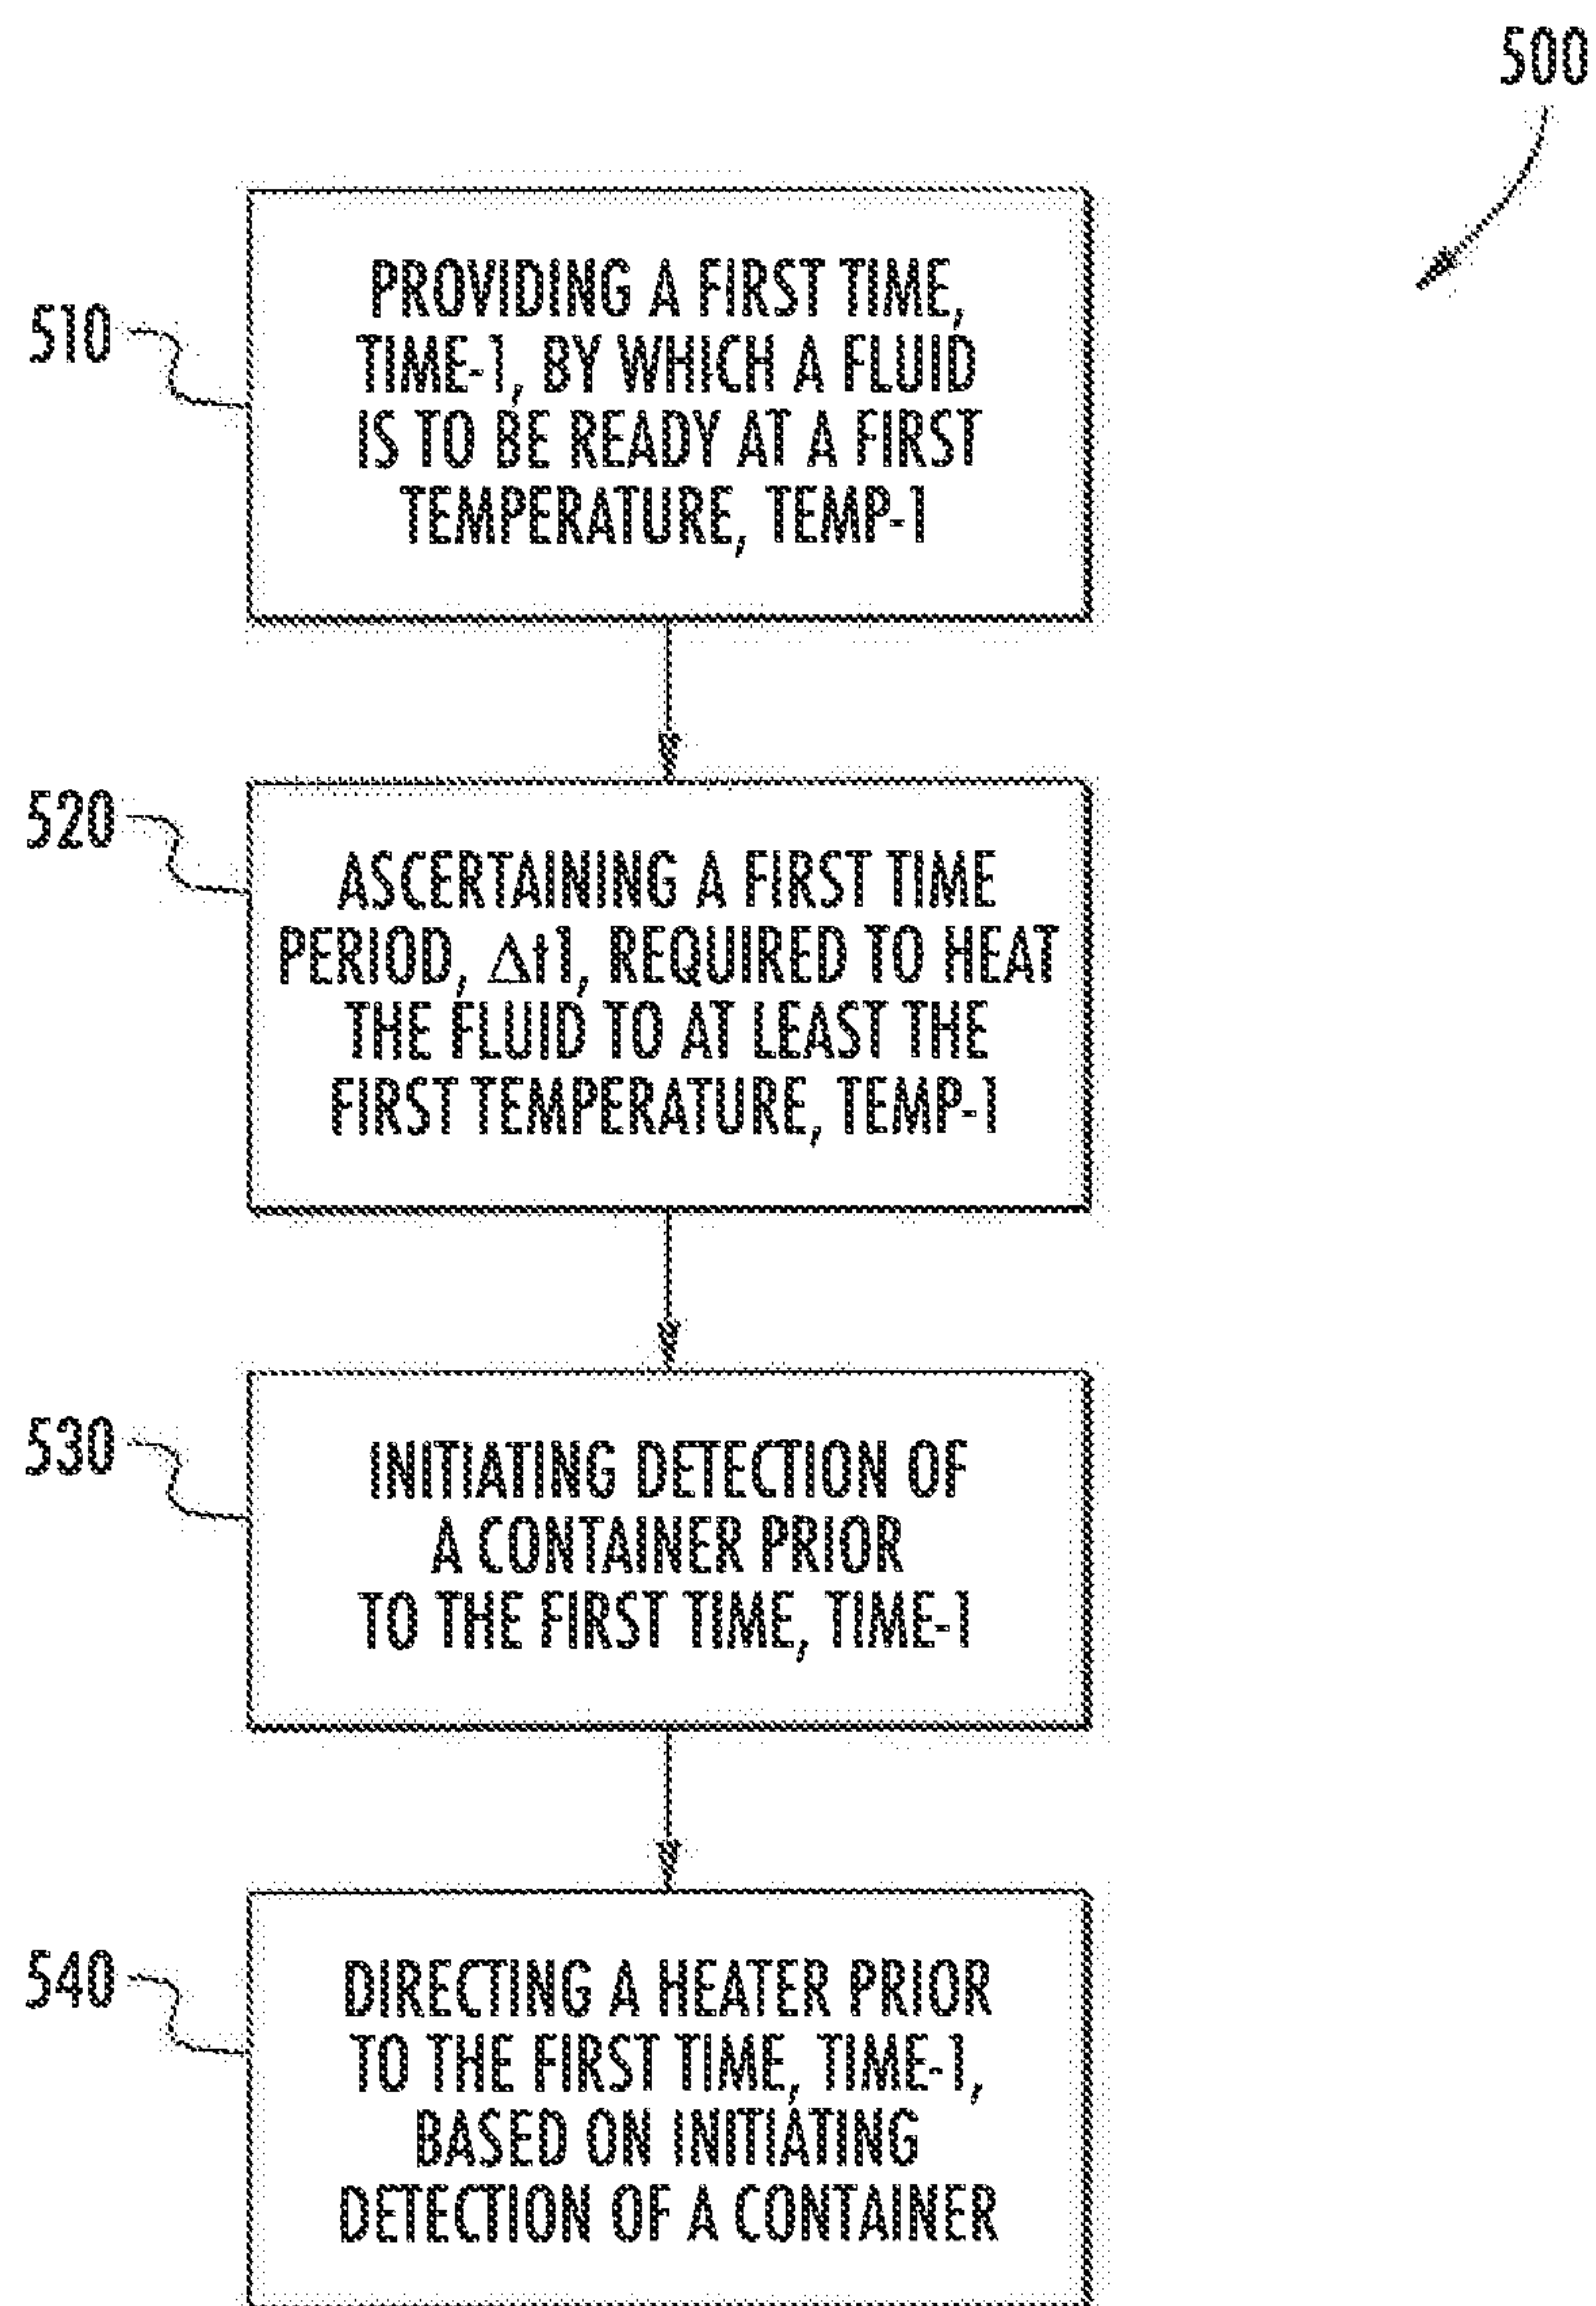 500
510
PROVIDING A FIRST TIME,
TIME-1, BY WHICH A FLUID
IS TO BE READY AT A FIRST
TEMPERATURE, TEMP-1
520
ASCERTAINING A FIRST TIME
PERIOD, Δt1, REQUIRED TO HEAT
THE FLUID TO AT LEAST THE
FIRST TEMPERATURE, TEMP-1
530
INITIATING DETECTION OF
A CONTAINER PRIOR
TO THE FIRST TIME, TIME-1
540
DIRECTING A HEATER PRIOR
TO THE FIRST TIME, TIME-1,
BASED ON INITIATING
DETECTION OF A CONTAINER